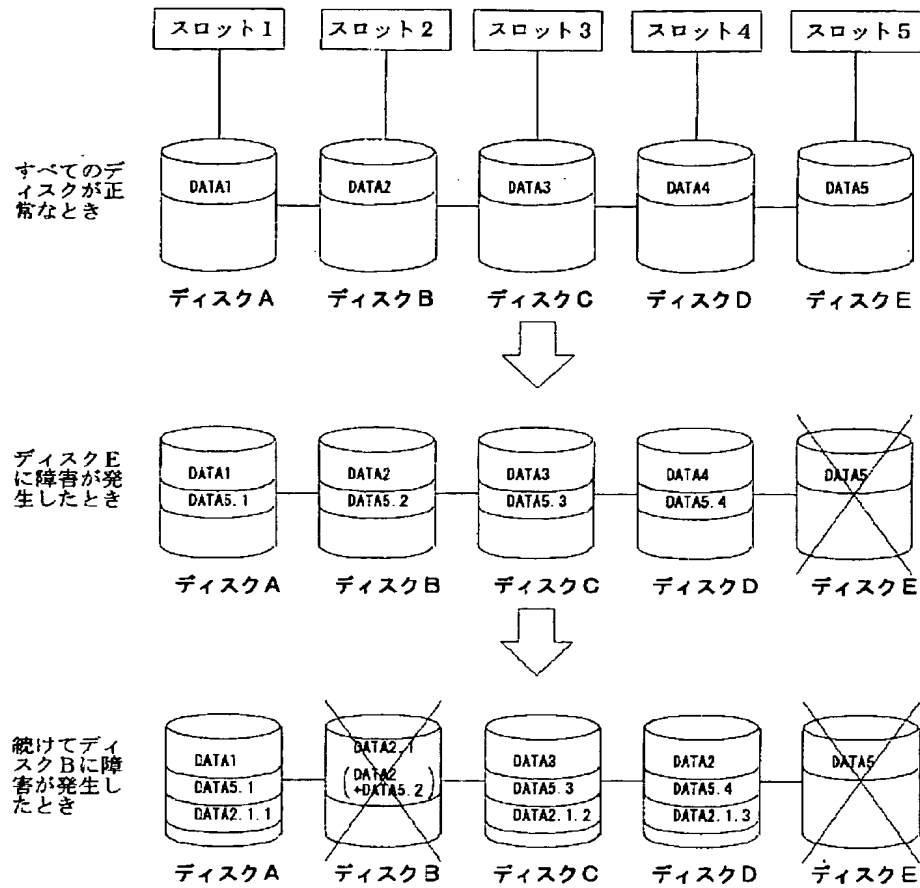 スロット1 スロット2 スロット3 スロット4 スロット5
すべてのデ
ィスクが正
常なとき
DATA1 DATA2 DATA3 DATA4 DATA5
ディスクA ディスクB ディスクC ディスクD ディスクE
ディスクE
に障害が発
生したとき
DATA1 DATA2 DATA3 DATA4 DATA5
DATA5.1 DATA5.2 DATA5.3 DATA5.4
ディスクA ディスクB ディスクC ディスクD ディスクE
続けてディ
スクBに障
害が発生し
たとき
DATA2.1
DATA1 DATA3 DATA2 DATA5
(DATA2
+DATA5.2)
DATA5.1 DATA5.3 DATA5.4
DATA2.1.1 DATA2.1.2 DATA2.1.3
ディスクA ディスクB ディスクC ディスクD ディスクE